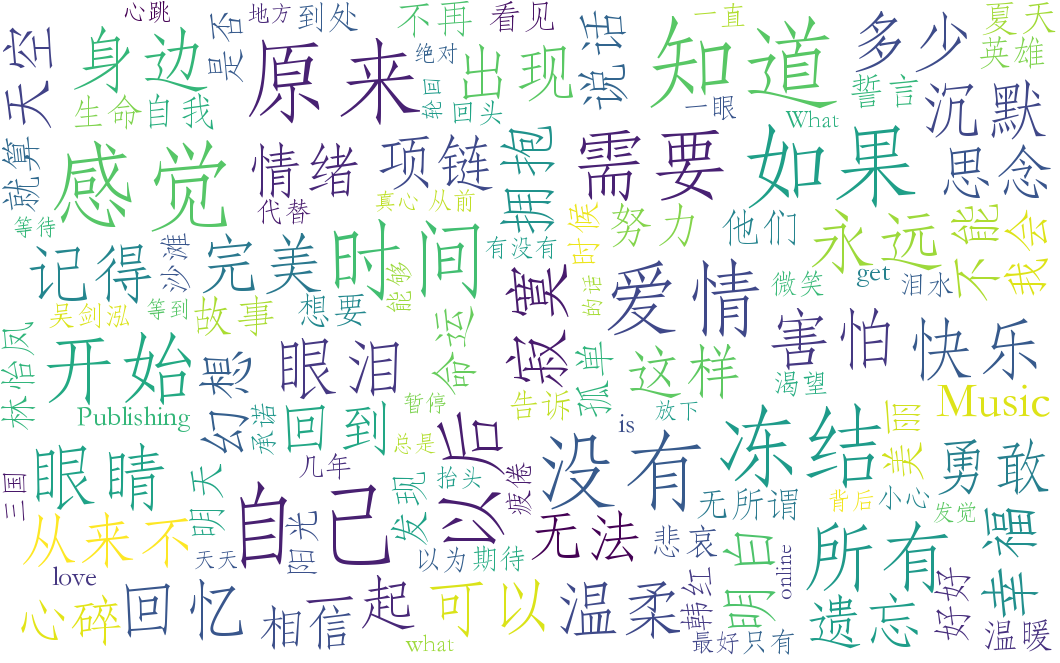 心跳
地方
到处
不再
看见
一直
夏天
天空
身边
是否
原来
绝对
出现
说话
知道
多少
英雄
生命
自我
轮回
回头
一眼
誓言
沉默
What
就算
感觉
情绪
项链
拥抱
需要
如果
思念
代替
真心
从前
等待
沙滩
有没有
时候
努力
他们
永远
不能
我会
记得
完美
时间
能够
寂寞
的话
爱情
微笑
get
泪水
吴剑泓
等到
故事
想要
命运
害怕
快乐
林怡凤
开始
幻想
眼泪
孤单
这样
渴望
Publishing
承诺
回到
暂停
告诉
放下
Music
总是
以后
is
没有
冻结
美丽
勇敢
三国
眼睛
明天
几年
发现
抬头
疲倦
无所谓
背后
小心
发觉
从来不
天天
自己
阳光
以为
期待
无法
悲哀
明白
online
所有
幸福
love
心碎
回忆
相信
一起
可以
what
温柔
韩红
最好
只有
遗忘
好好
温暖